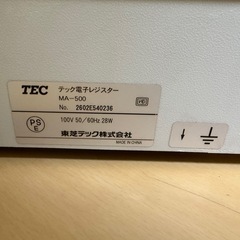 TEC テック電子レジスター
MA-500
No. 2602E540236
PS
E
100V 50/60Hz 28W
東芝テック株式会社
MADE IN CHINA